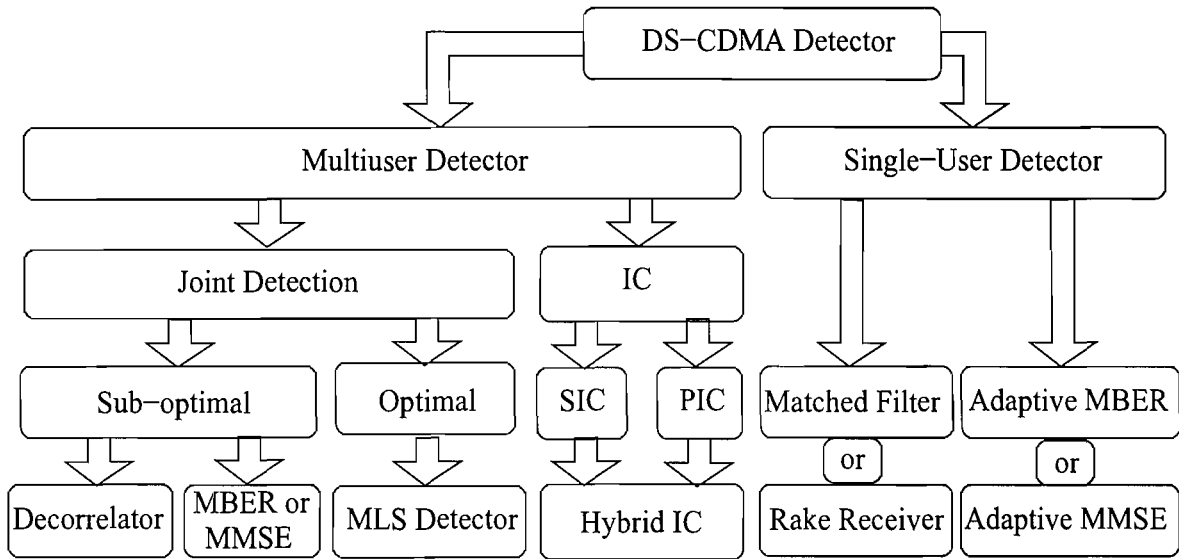 DS-CDMA Detector
Multiuser Detector
Single-User Detector
Joint Detection
IC
Sub-optimal
Optimal
SIC
PIC
Matched Filter
Adaptive MBER
or
or
Decorrelator
MBER or
MMSE
MLS Detector
Hybrid IC
Rake Receiver
Adaptive MMSE